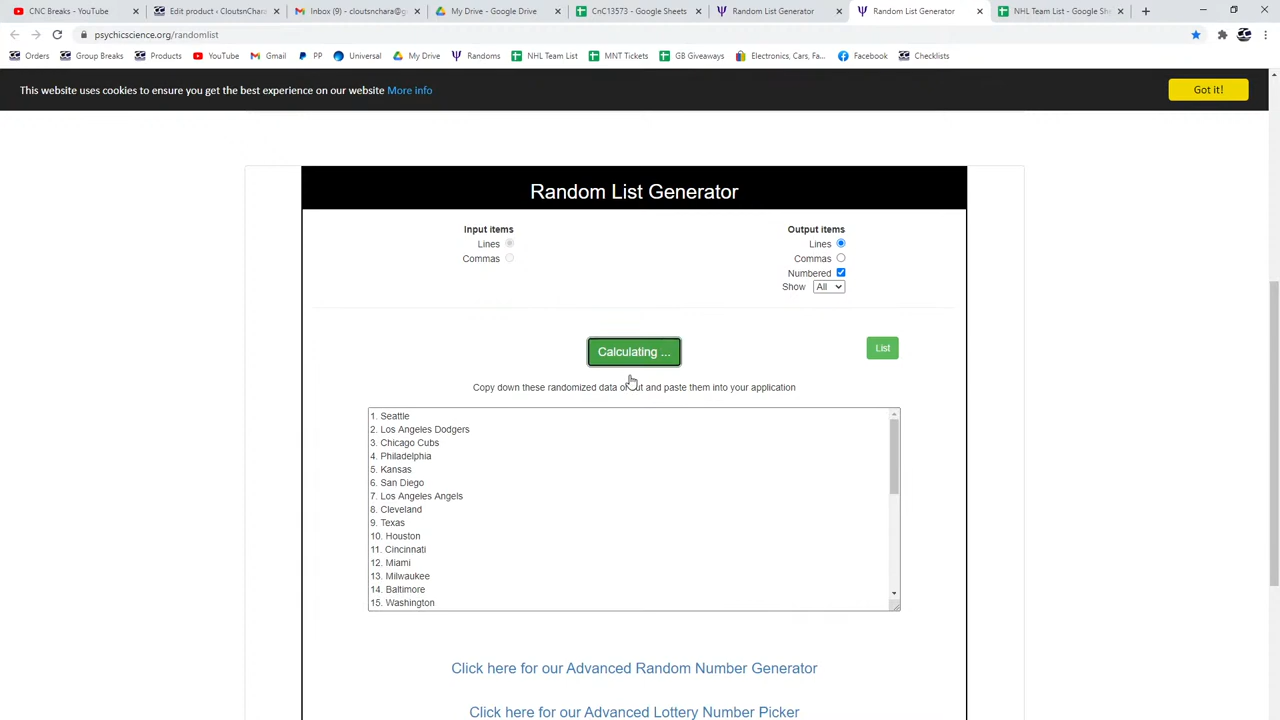 CNC Breaks - YouTube
Edit product ‹ CloutsnChara
Inbox (9) - cloutsnchara@g
My Drive - Google Drive
CnC13573 - Google Sheets
Random List Generator
Random List Generator
NHL Team List - Google Sh
psychicscience.org/randomlist
Orders
Group Breaks
Products
YouTube
Gmail
PP
Universal
My Drive
Randoms
NHL Team List
MNT Tickets
GB Giveaways
Electronics, Cars, Fa...
Facebook
Checklists
This website uses cookies to ensure you get the best experience on our website More info
Got it!
Random List Generator
Input items
Lines
Commas
Output items
Lines
Commas
Numbered
Show All
Calculating ...
List
Copy down these randomized data or cut and paste them into your application
1. Seattle
2. Los Angeles Dodgers
3. Chicago Cubs
4. Philadelphia
5. Kansas
6. San Diego
7. Los Angeles Angels
8. Cleveland
9. Texas
10. Houston
11. Cincinnati
12. Miami
13. Milwaukee
14. Baltimore
15. Washington
Click here for our Advanced Random Number Generator
Click here for our Advanced Lottery Number Picker